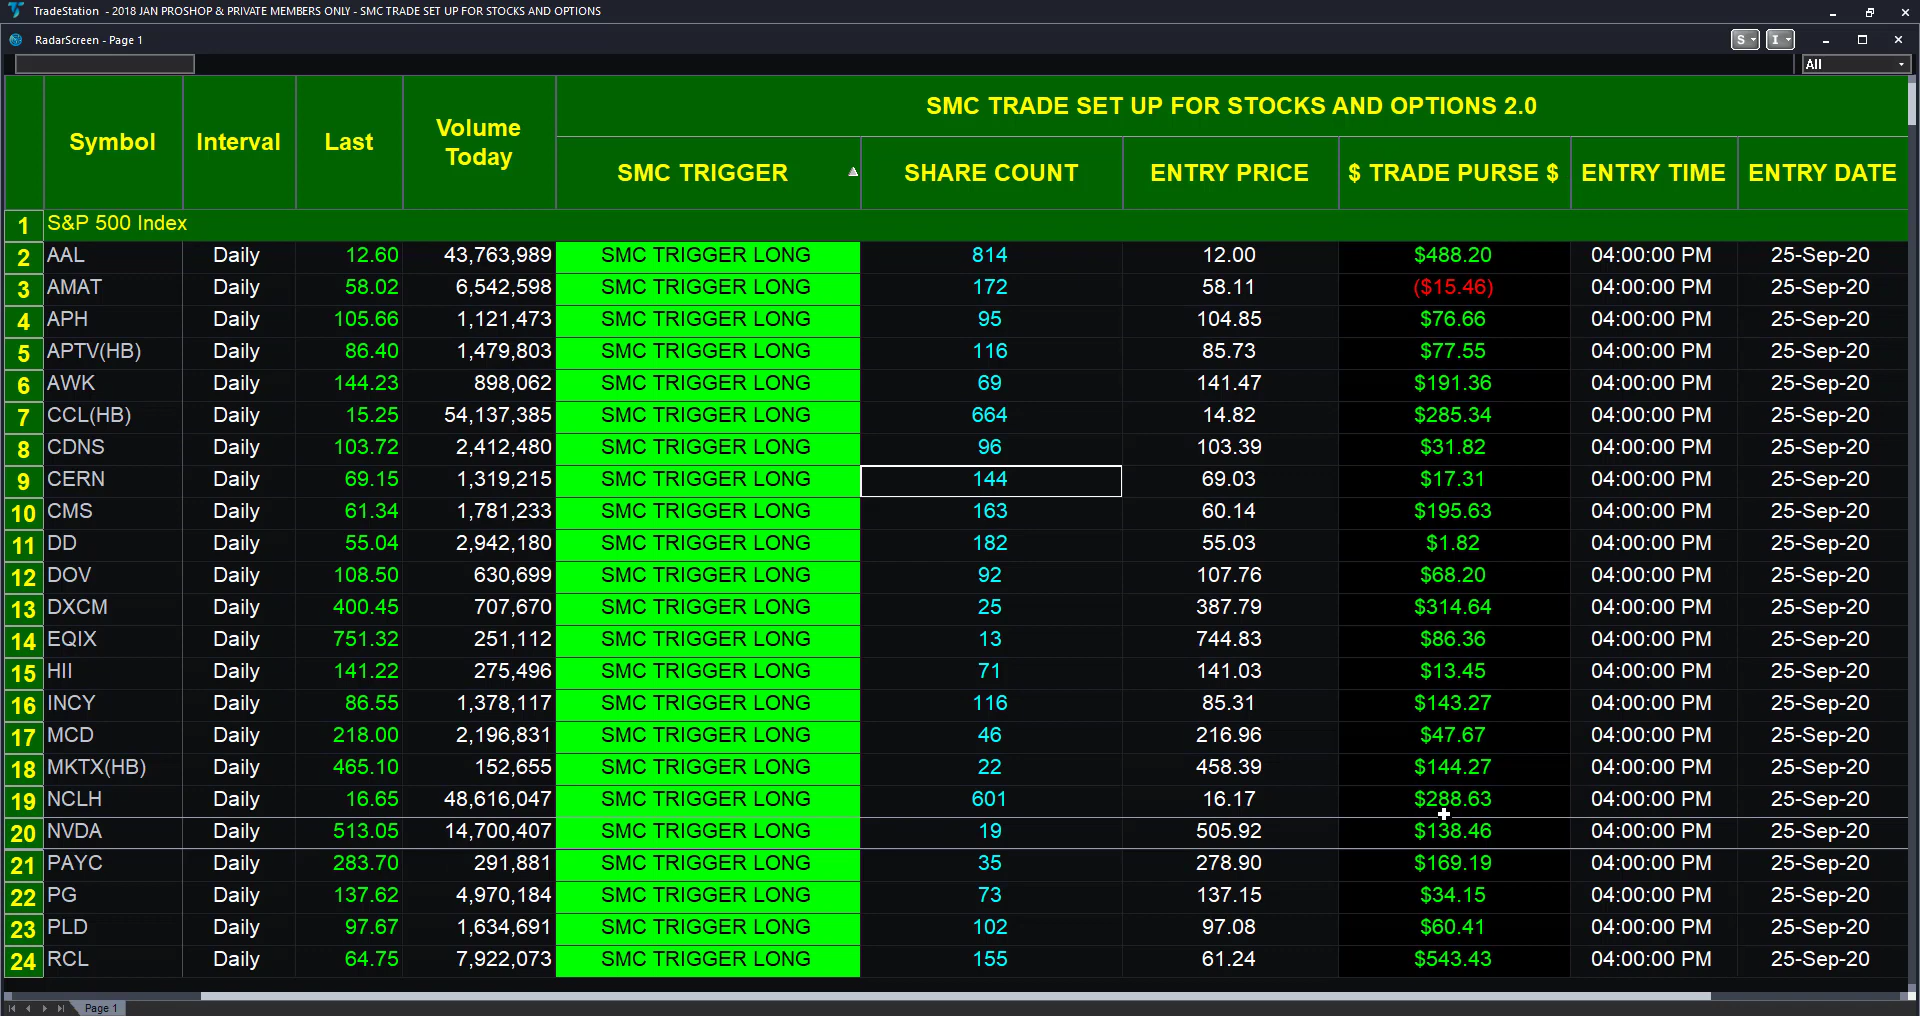 TradeStation - 2018 JAN PROSHOP & PRIVATE MEMBERS ONLY - SMC TRADE SET UP FOR STOCKS AND OPTIONS
RadarScreen - Page 1
S I
All
SMC TRADE SET UP FOR STOCKS AND OPTIONS 2.0
Symbol Interval Last Volume Today SMC TRIGGER SHARE COUNT ENTRY PRICE $ TRADE PURSE $ ENTRY TIME ENTRY DATE
1 S&P 500 Index
2 AAL Daily 12.60 43,763,989 SMC TRIGGER LONG 814 12.00 $488.20 04:00:00 PM 25-Sep-20
3 AMAT Daily 58.02 6,542,598 SMC TRIGGER LONG 172 58.11 ($15.46) 04:00:00 PM 25-Sep-20
4 APH Daily 105.66 1,121,473 SMC TRIGGER LONG 95 104.85 $76.66 04:00:00 PM 25-Sep-20
5 APTV(HB) Daily 86.40 1,479,803 SMC TRIGGER LONG 116 85.73 $77.55 04:00:00 PM 25-Sep-20
6 AWK Daily 144.23 898,062 SMC TRIGGER LONG 69 141.47 $191.36 04:00:00 PM 25-Sep-20
7 CCL(HB) Daily 15.25 54,137,385 SMC TRIGGER LONG 664 14.82 $285.34 04:00:00 PM 25-Sep-20
8 CDNS Daily 103.72 2,412,480 SMC TRIGGER LONG 96 103.39 $31.82 04:00:00 PM 25-Sep-20
9 CERN Daily 69.15 1,319,215 SMC TRIGGER LONG 144 69.03 $17.31 04:00:00 PM 25-Sep-20
10 CMS Daily 61.34 1,781,233 SMC TRIGGER LONG 163 60.14 $195.63 04:00:00 PM 25-Sep-20
11 DD Daily 55.04 2,942,180 SMC TRIGGER LONG 182 55.03 $1.82 04:00:00 PM 25-Sep-20
12 DOV Daily 108.50 630,699 SMC TRIGGER LONG 92 107.76 $68.20 04:00:00 PM 25-Sep-20
13 DXCM Daily 400.45 707,670 SMC TRIGGER LONG 25 387.79 $314.64 04:00:00 PM 25-Sep-20
14 EQIX Daily 751.32 251,112 SMC TRIGGER LONG 13 744.83 $86.36 04:00:00 PM 25-Sep-20
15 HII Daily 141.22 275,496 SMC TRIGGER LONG 71 141.03 $13.45 04:00:00 PM 25-Sep-20
16 INCY Daily 86.55 1,378,117 SMC TRIGGER LONG 116 85.31 $143.27 04:00:00 PM 25-Sep-20
17 MCD Daily 218.00 2,196,831 SMC TRIGGER LONG 46 216.96 $47.67 04:00:00 PM 25-Sep-20
18 MKTX(HB) Daily 465.10 152,655 SMC TRIGGER LONG 22 458.39 $144.27 04:00:00 PM 25-Sep-20
19 NCLH Daily 16.65 48,616,047 SMC TRIGGER LONG 601 16.17 $288.63 04:00:00 PM 25-Sep-20
20 NVDA Daily 513.05 14,700,407 SMC TRIGGER LONG 19 505.92 $138.46 04:00:00 PM 25-Sep-20
21 PAYC Daily 283.70 291,881 SMC TRIGGER LONG 35 278.90 $169.19 04:00:00 PM 25-Sep-20
22 PG Daily 137.62 4,970,184 SMC TRIGGER LONG 73 137.15 $34.15 04:00:00 PM 25-Sep-20
23 PLD Daily 97.67 1,634,691 SMC TRIGGER LONG 102 97.08 $60.41 04:00:00 PM 25-Sep-20
24 RCL Daily 64.75 7,922,073 SMC TRIGGER LONG 155 61.24 $543.43 04:00:00 PM 25-Sep-20
Page 1